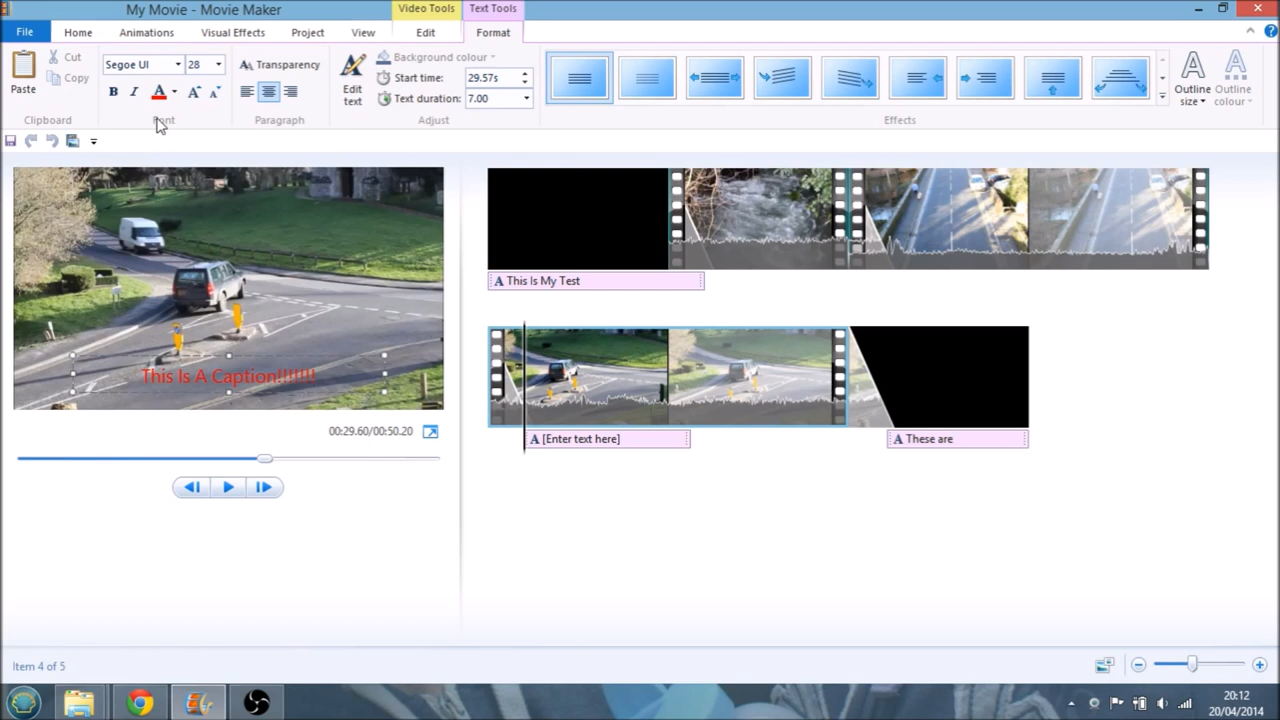 My Movie - Movie Maker
Video Tools
Text Tools
File
Home
Animations
Visual Effects
Project
View
Edit
Format
Paste
Cut
Copy
Clipboard
Segoe UI
28
B
I
A
A
A
Font
Transparency
Paragraph
Edit
text
Background colour
Start time:
29.57s
Text duration:
7.00
Adjust
Effects
Outline
size
Outline
colour
This Is A Caption!!!!!!!
00:29.60/00:50.20
A This Is My Test
A [Enter text here]
A These are
Item 4 of 5
20:12
20/04/2014